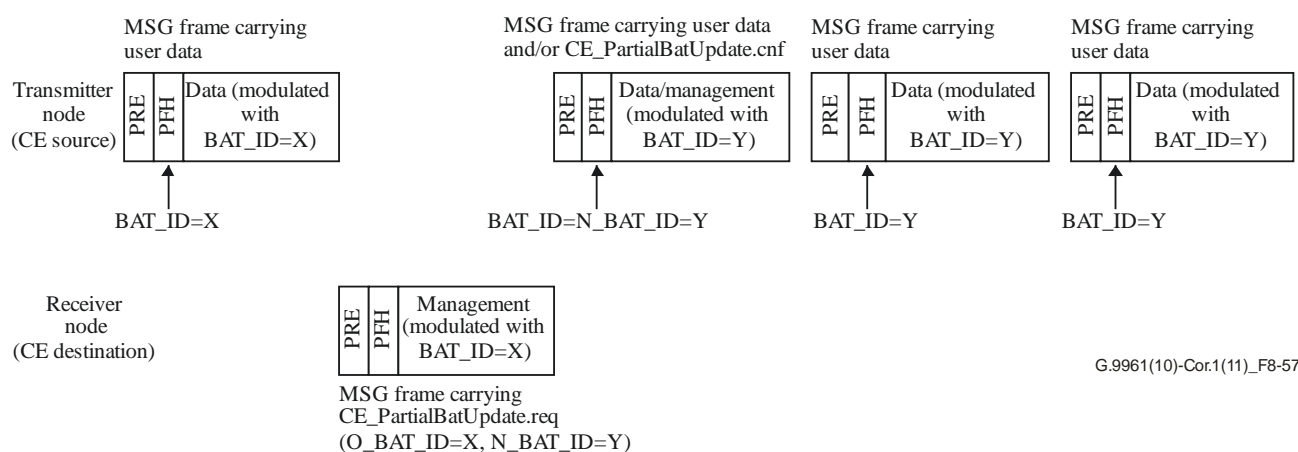 MSG frame carrying
user data
MSG frame carrying user data
and/or CE_PartialBatUpdate.cnf
MSG frame carrying
user data
MSG frame carrying
user data
Transmitter
node
(CE source)
PRE
PFH
Data (modulated
with
BAT_ID=X)
PRE
PFH
Data/management
(modulated with
BAT_ID=Y)
PRE
PFH
Data (modulated
with
BAT_ID=Y)
PRE
PFH
Data (modulated
with
BAT_ID=Y)
BAT_ID=X
BAT_ID=N_BAT_ID=Y
BAT_ID=Y
BAT_ID=Y
Receiver
node
(CE destination)
PRE
PFH
Management
(modulated with
BAT_ID=X)
MSG frame carrying
CE_PartialBatUpdate.req
(O_BAT_ID=X, N_BAT_ID=Y)
G.9961(10)-Cor.1(11)_F8-57